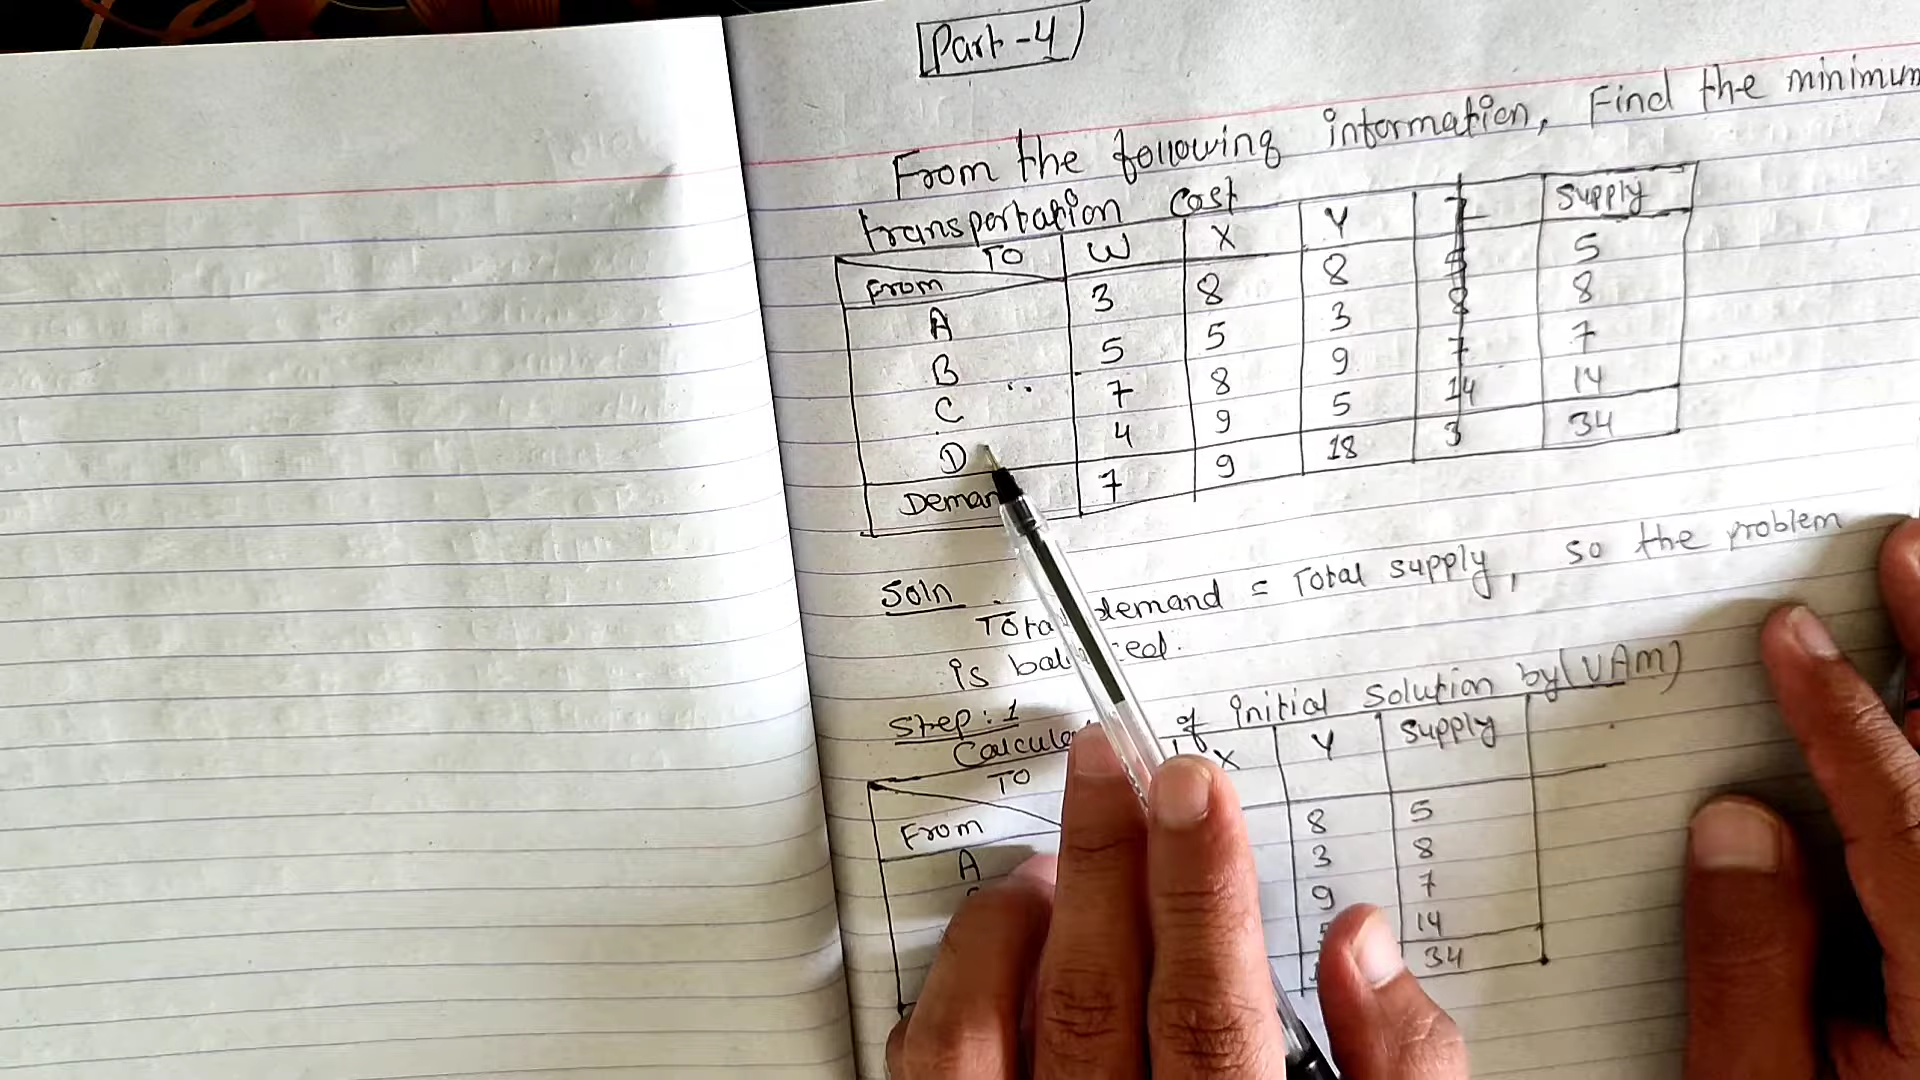 Part-4
From the following information, Find the minimum
transportation cost
TO W X Y Supply
From
A 3 8 8 5
B 5 5 3 8
C 7 8 9 7
D 4 9 5 14
Demand 7 9 18 34
Soln
Total demand = Total supply, so the problem
is balanced.
Step: 1
of initial solution by (VAM)
TO X Y Supply
From
A 8 5
3 8
9 7
14
34